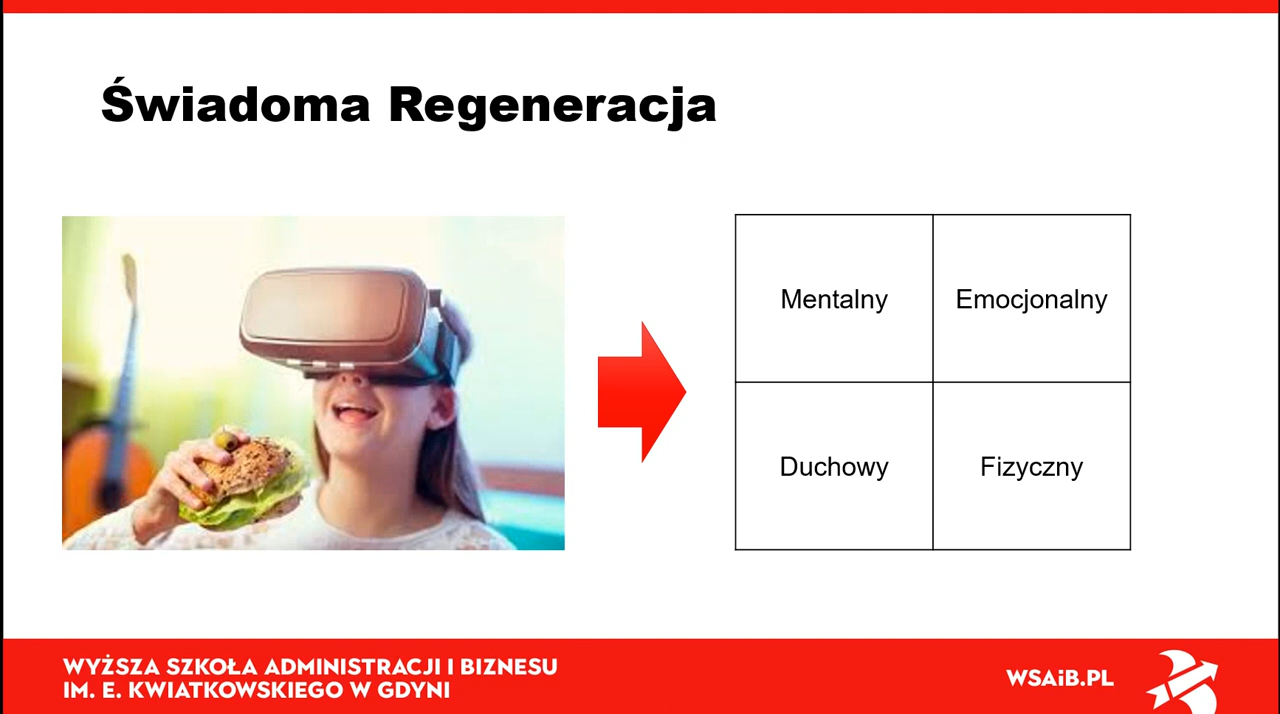 Świadoma Regeneracja
Mentalny
Emocjonalny
Duchowy
Fizyczny
WYŻSZA SZKOŁA ADMINISTRACJI I BIZNESU
IM. E. KWIATKOWSKIEGO W GDYNI
WSAiB.PL